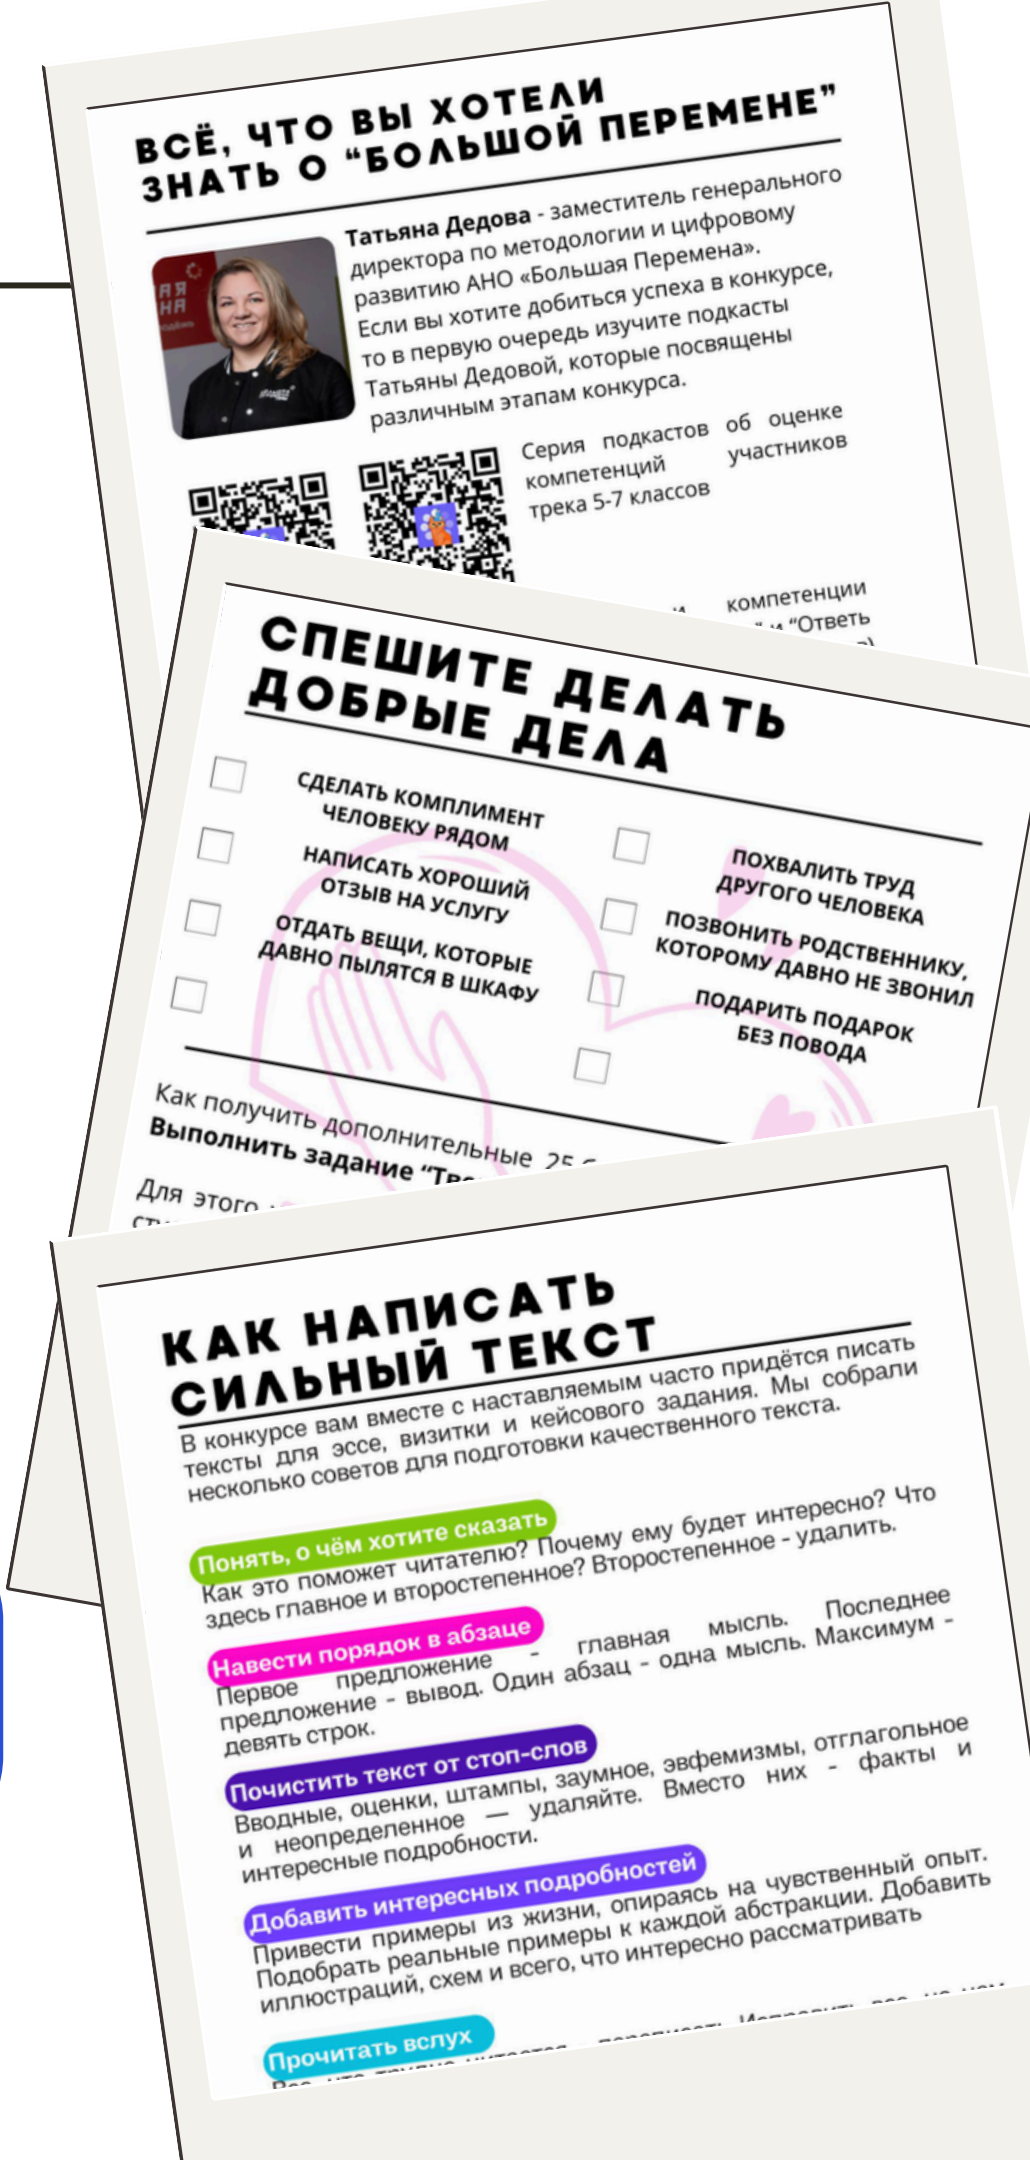 ВСЁ, ЧТО ВЫ ХОТЕЛИ
ЗНАТЬ О “БОЛЬШОЙ ПЕРЕМЕНЕ”
Татьяна Дедова - заместитель генерального
директора по методологии и цифровому
развитию АНО «Большая Перемена».
Если вы хотите добиться успеха в конкурсе,
то в первую очередь изучите подкасты
Татьяны Дедовой, которые посвящены
различным этапам конкурса.
Серия подкастов об оценке
компетенций участников
трека 5-7 классов
и компетенции
” и “Ответь
СПЕШИТЕ ДЕЛАТЬ
ДОБРЫЕ ДЕЛА
СДЕЛАТЬ КОМПЛИМЕНТ
ЧЕЛОВЕКУ РЯДОМ
НАПИСАТЬ ХОРОШИЙ
ОТЗЫВ НА УСЛУГУ
ОТДАТЬ ВЕЩИ, КОТОРЫЕ
ДАВНО ПЫЛЯТСЯ В ШКАФУ
ПОХВАЛИТЬ ТРУД
ДРУГОГО ЧЕЛОВЕКА
ПОЗВОНИТЬ РОДСТВЕННИКУ,
КОТОРОМУ ДАВНО НЕ ЗВОНИЛ
ПОДАРИТЬ ПОДАРОК
БЕЗ ПОВОДА
Как получить дополнительные 25
Выполнить задание
Для этого
КАК НАПИСАТЬ
СИЛЬНЫЙ ТЕКСТ
В конкурсе вам вместе с наставляемым часто придётся писать
тексты для эссе, визитки и кейсового задания. Мы собрали
несколько советов для подготовки качественного текста.
Понять, о чём хотите сказать
Как это поможет читателю? Почему ему будет интересно? Что
здесь главное и второстепенное? Второстепенное - удалить.
Навести порядок в абзаце
Первое предложение - главная мысль. Последнее
предложение - вывод. Один абзац - одна мысль. Максимум -
девять строк.
Почистить текст от стоп-слов
Вводные, оценки, штампы, заумное, эвфемизмы, отглагольное
и неопределенное — удаляйте. Вместо них - факты и
интересные подробности.
Добавить интересных подробностей
Привести примеры из жизни, опираясь на чувственный опыт.
Подобрать реальные примеры к каждой абстракции. Добавить
иллюстраций, схем и всего, что интересно рассматривать
Прочитать вслух